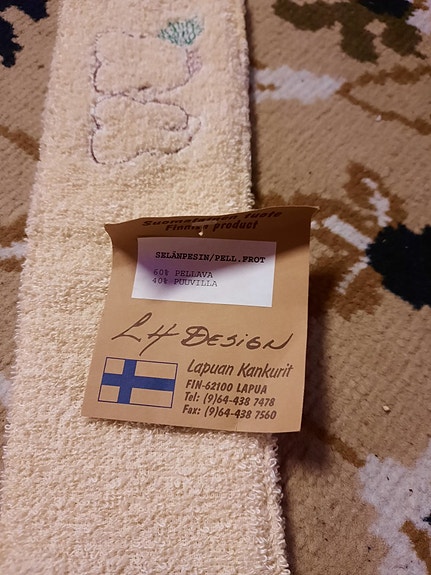 Suomalainen tuote
Finnish product
SELÄNPESIN/PELL.FROT
60% PELLAVA
40% PUUVILLA
LH DESIGN
Lapuan Kankurit
FIN-62100 LAPUA
Tel: (9)64-438 7478
Fax: (9)64-438 7560